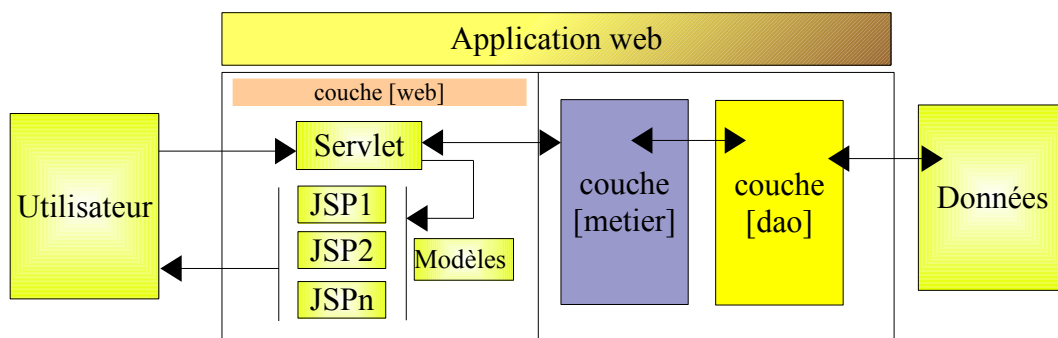 Application web
couche [web]
Utilisateur
Servlet
JSP1
JSP2
JSPn
Modèles
couche
[metier]
couche
[dao]
Données